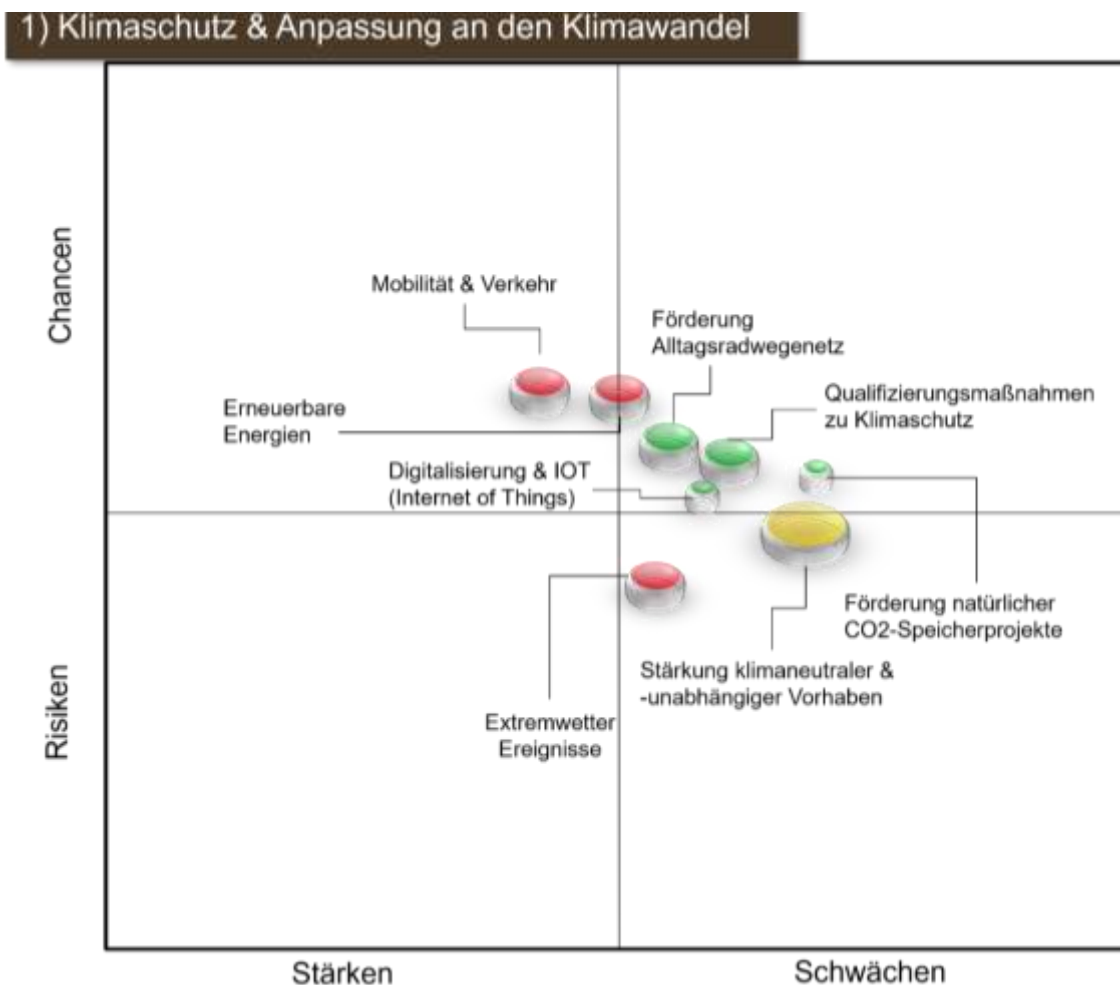 1) Klimaschutz & Anpassung an den Klimawandel
Chancen
Mobilität & Verkehr
Förderung
Alltagsradwegenetz
Qualifizierungsmaßnahmen
zu Klimaschutz
Erneuerbare
Energien
Digitalisierung & IOT
(Internet of Things)
Förderung natürlicher
CO2-Speicherprojekte
Stärkung klimaneutraler &
-unabhängiger Vorhaben
Risiken
Extremwetter
Ereignisse
Stärken
Schwächen